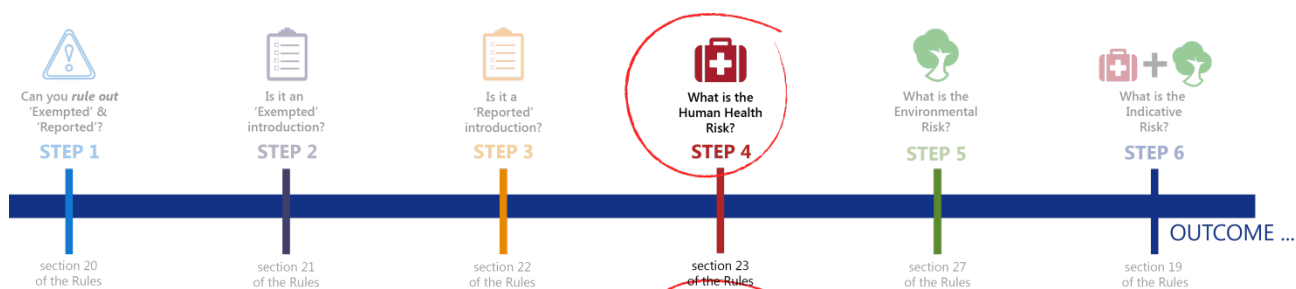 Can you rule out
'Exempted' &
'Reported'?
STEP 1
section 20
of the Rules
Is it an
'Exempted'
introduction?
STEP 2
section 21
of the Rules
Is it a
'Reported'
introduction?
STEP 3
section 22
of the Rules
What is the
Human Health
Risk?
STEP 4
section 23
of the Rules
What is the
Environmental
Risk?
STEP 5
section 27
of the Rules
What is the
Indicative
Risk?
STEP 6
section 19
of the Rules
OUTCOME ...